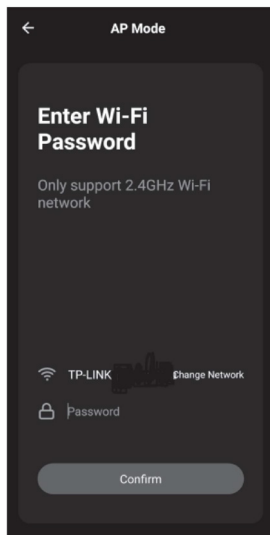 AP Mode
Enter Wi-Fi
Password
Only support 2.4GHz Wi-Fi
network
TP-LINK Change Network
Password
Confirm